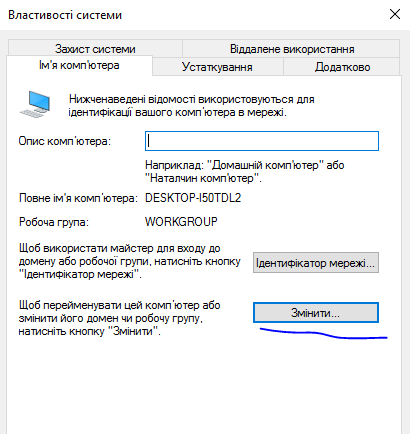 Властивості системи
Захист системи
Віддалене використання
Ім'я комп'ютера
Устаткування
Додатково
Нижченаведені відомості використовуються для
ідентифікації вашого комп'ютера в мережі.
Опис комп'ютера:
Наприклад: "Домашній комп'ютер" або
"Наталчин комп'ютер".
Повне ім'я комп'ютера: DESKTOP-I50TDL2
Робоча група: WORKGROUP
Щоб використати майстер для входу до
домену або робочої групи, натисніть кнопку
"Ідентифікатор мережі".
Ідентифікатор мережі...
Щоб перейменувати цей комп'ютер або
змінити його домен чи робочу групу,
натисніть кнопку "Змінити".
Змінити...